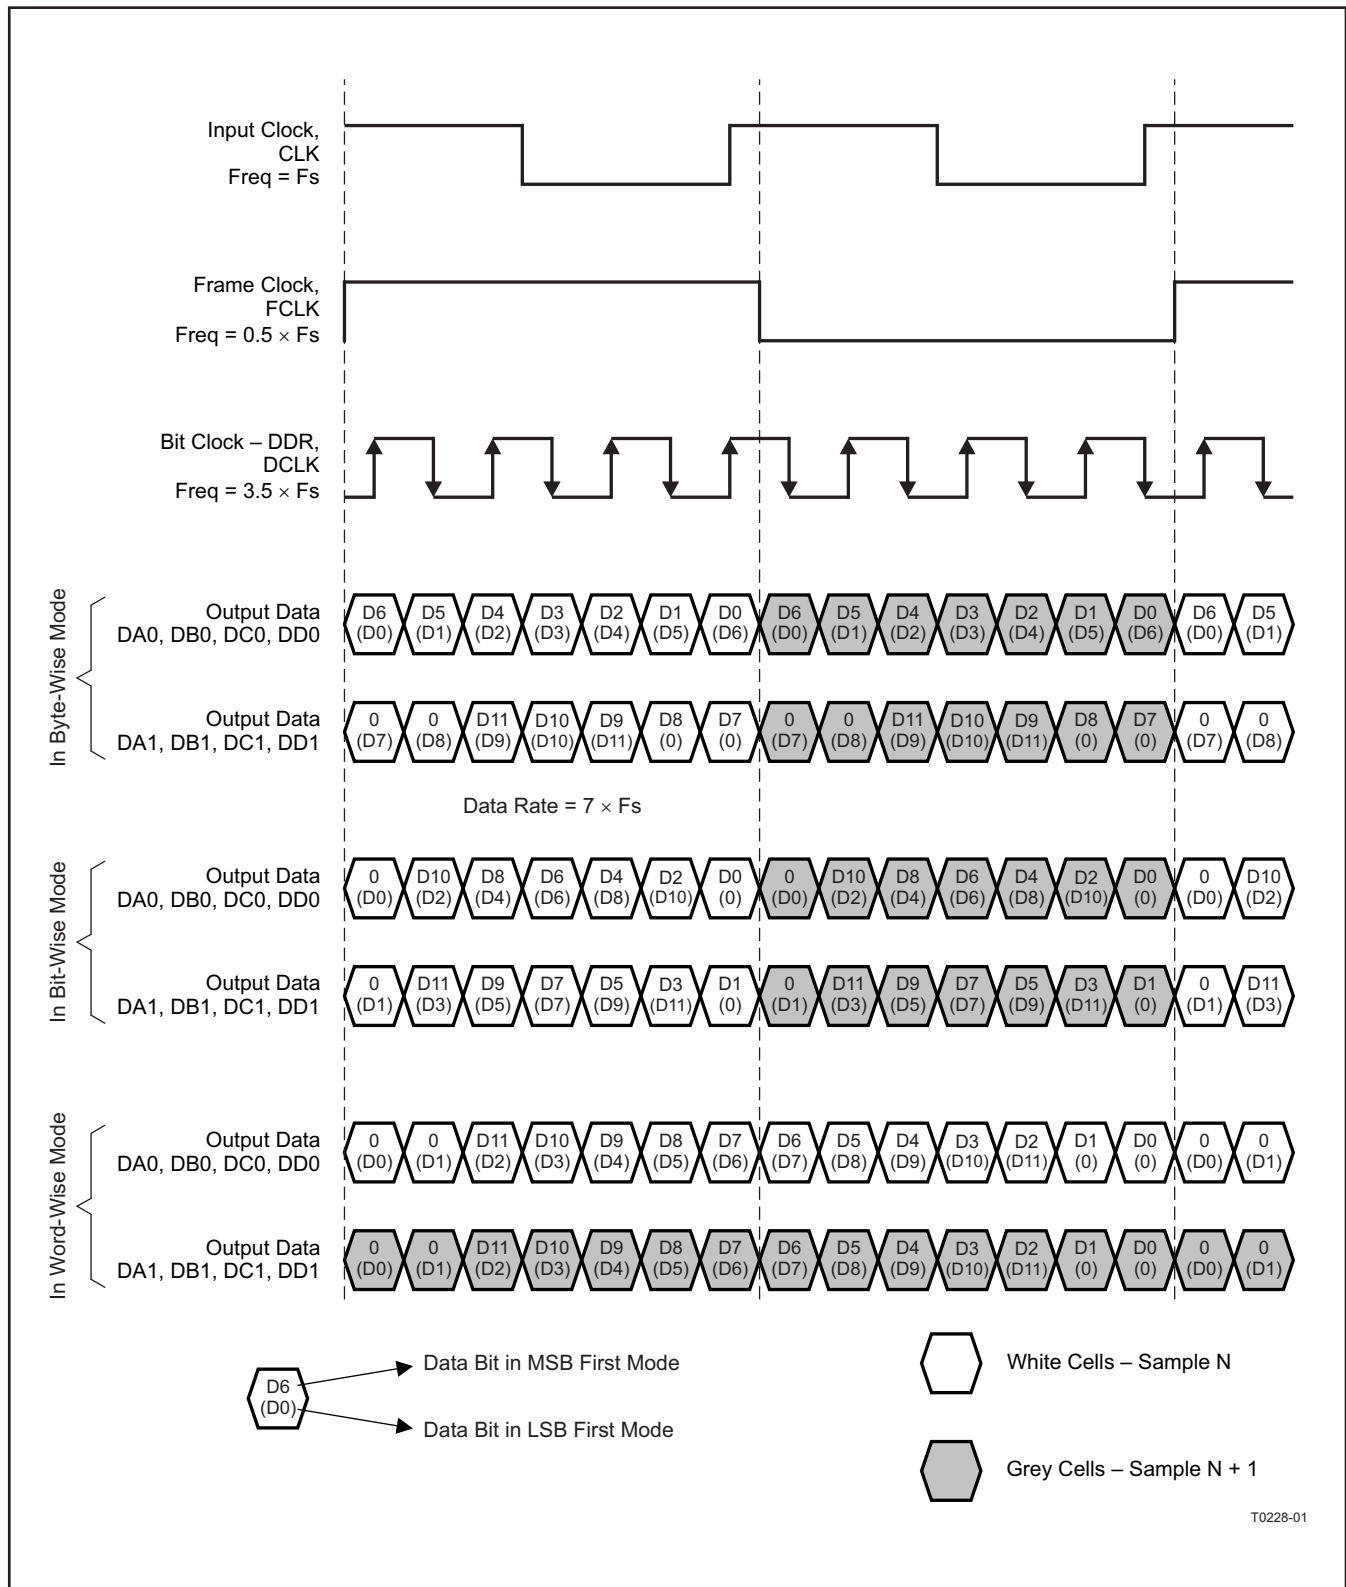 Input Clock,
CLK
Freq = Fs
Frame Clock,
FCLK
Freq = 0.5 × Fs
Bit Clock – DDR,
DCLK
Freq = 3.5 × Fs
In Byte-Wise Mode
Output Data
DA0, DB0, DC0, DD0
D6 D5 D4 D3 D2 D1 D0 D6 D5 D4 D3 D2 D1 D0 D6 D5
(D0) (D1) (D2) (D3) (D4) (D5) (D6) (D0) (D1) (D2) (D3) (D4) (D5) (D6) (D0) (D1)
Output Data
DA1, DB1, DC1, DD1
0 0 D11 D10 D9 D8 D7 0 0 D11 D10 D9 D8 D7 0 0
(D7) (D8) (D9) (D10) (D11) (0) (0) (D7) (D8) (D9) (D10) (D11) (0) (0) (D7) (D8)
Data Rate = 7 × Fs
In Bit-Wise Mode
Output Data
DA0, DB0, DC0, DD0
0 D10 D8 D6 D4 D2 D0 0 D10 D8 D6 D4 D2 D0 0 D10
(D0) (D2) (D4) (D6) (D8) (D10) (0) (D0) (D2) (D4) (D6) (D8) (D10) (0) (D0) (D2)
Output Data
DA1, DB1, DC1, DD1
0 D11 D9 D7 D5 D3 D1 0 D11 D9 D7 D5 D3 D1 0 D11
(D1) (D3) (D5) (D7) (D9) (D11) (0) (D1) (D3) (D5) (D7) (D9) (D11) (0) (D1) (D3)
In Word-Wise Mode
Output Data
DA0, DB0, DC0, DD0
0 0 D11 D10 D9 D8 D7 D6 D5 D4 D3 D2 D1 D0 0 0
(D0) (D1) (D2) (D3) (D4) (D5) (D6) (D7) (D8) (D9) (D10) (D11) (0) (0) (D0) (D1)
Output Data
DA1, DB1, DC1, DD1
0 0 D11 D10 D9 D8 D7 D6 D5 D4 D3 D2 D1 D0 0 0
(D0) (D1) (D2) (D3) (D4) (D5) (D6) (D7) (D8) (D9) (D10) (D11) (0) (0) (D0) (D1)
D6
(D0)
Data Bit in MSB First Mode
Data Bit in LSB First Mode
White Cells – Sample N
Grey Cells – Sample N + 1
T0228-01